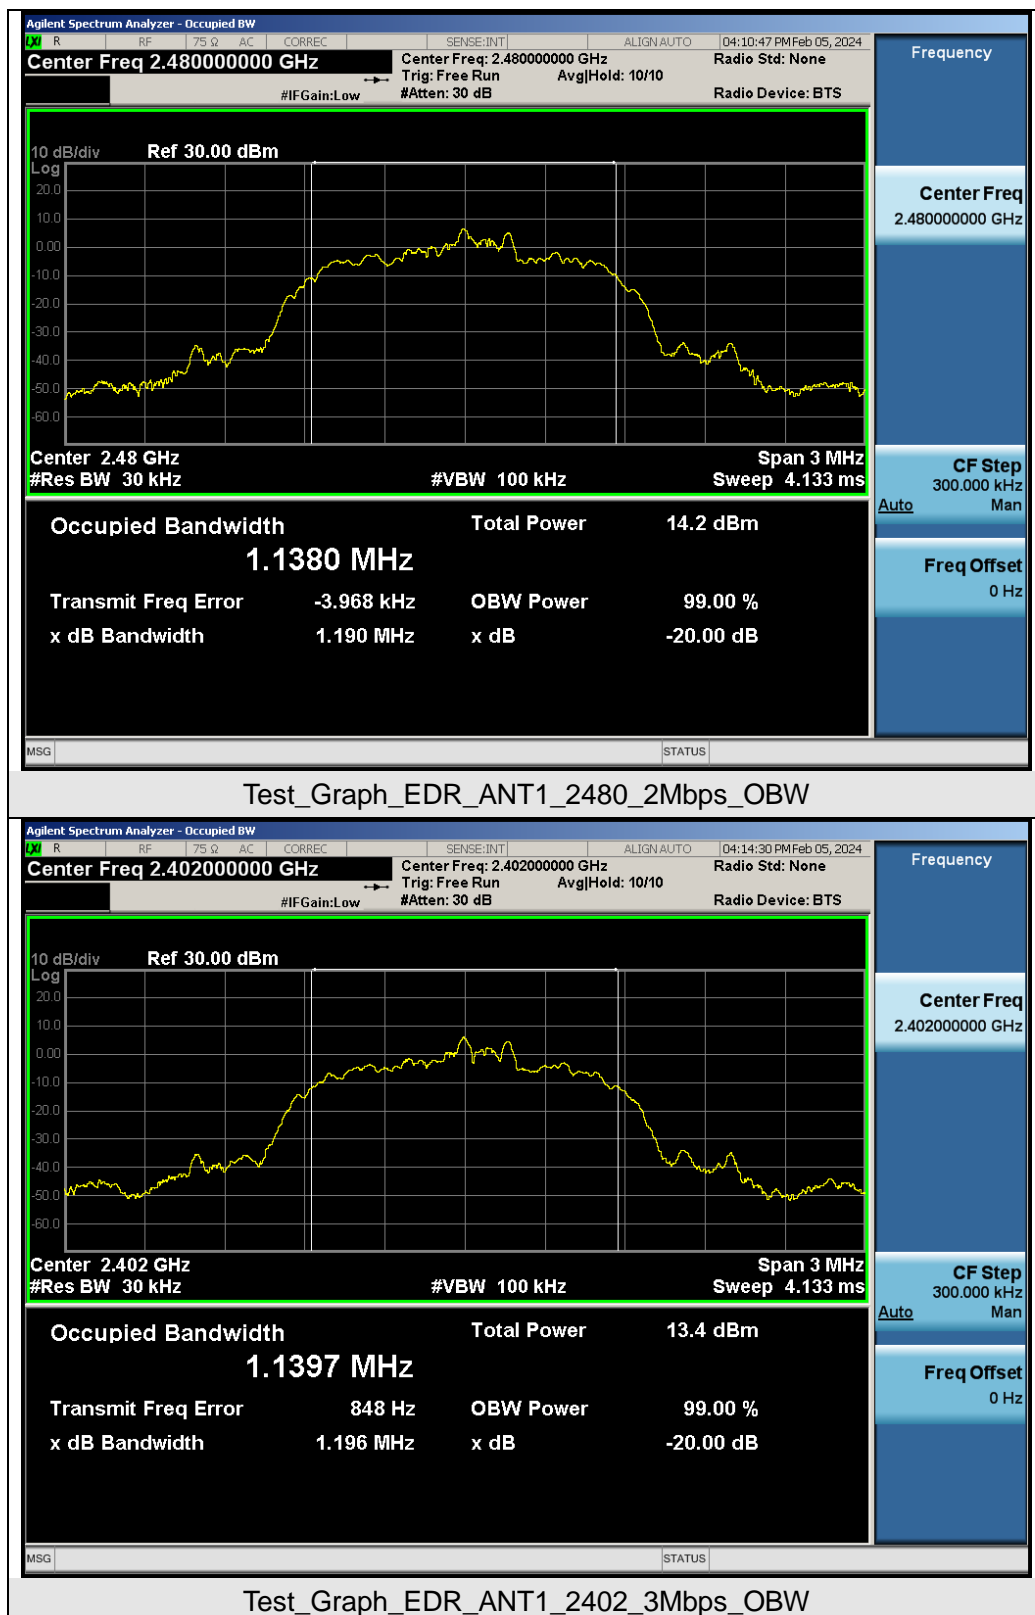 Agilent Spectrum Analyzer - Occupied BW
LXI R RF 75 Ω AC CORREC SENSE:INT ALIGN AUTO 04:10:47 PM Feb 05, 2024
Center Freq 2.480000000 GHz
Center Freq: 2.480000000 GHz Radio Std: None
Trig: Free Run Avg|Hold: 10/10
#IFGain:Low #Atten: 30 dB Radio Device: BTS
Frequency
10 dB/div Ref 30.00 dBm
Log
20.0
10.0
0.00
-10.0
-20.0
-30.0
-40.0
-50.0
-60.0
Center 2.48 GHz Span 3 MHz
#Res BW 30 kHz #VBW 100 kHz Sweep 4.133 ms
Center Freq
2.480000000 GHz
CF Step
300.000 kHz
Auto Man
Freq Offset
0 Hz
Occupied Bandwidth Total Power 14.2 dBm
1.1380 MHz
Transmit Freq Error -3.968 kHz OBW Power 99.00 %
x dB Bandwidth 1.190 MHz x dB -20.00 dB
MSG STATUS
Test_Graph_EDR_ANT1_2480_2Mbps_OBW
Agilent Spectrum Analyzer - Occupied BW
LXI R RF 75 Ω AC CORREC SENSE:INT ALIGN AUTO 04:14:30 PM Feb 05, 2024
Center Freq 2.402000000 GHz
Center Freq: 2.402000000 GHz Radio Std: None
Trig: Free Run Avg|Hold: 10/10
#IFGain:Low #Atten: 30 dB Radio Device: BTS
Frequency
10 dB/div Ref 30.00 dBm
Log
20.0
10.0
0.00
-10.0
-20.0
-30.0
-40.0
-50.0
-60.0
Center 2.402 GHz Span 3 MHz
#Res BW 30 kHz #VBW 100 kHz Sweep 4.133 ms
Center Freq
2.402000000 GHz
CF Step
300.000 kHz
Auto Man
Freq Offset
0 Hz
Occupied Bandwidth Total Power 13.4 dBm
1.1397 MHz
Transmit Freq Error 848 Hz OBW Power 99.00 %
x dB Bandwidth 1.196 MHz x dB -20.00 dB
MSG STATUS
Test_Graph_EDR_ANT1_2402_3Mbps_OBW